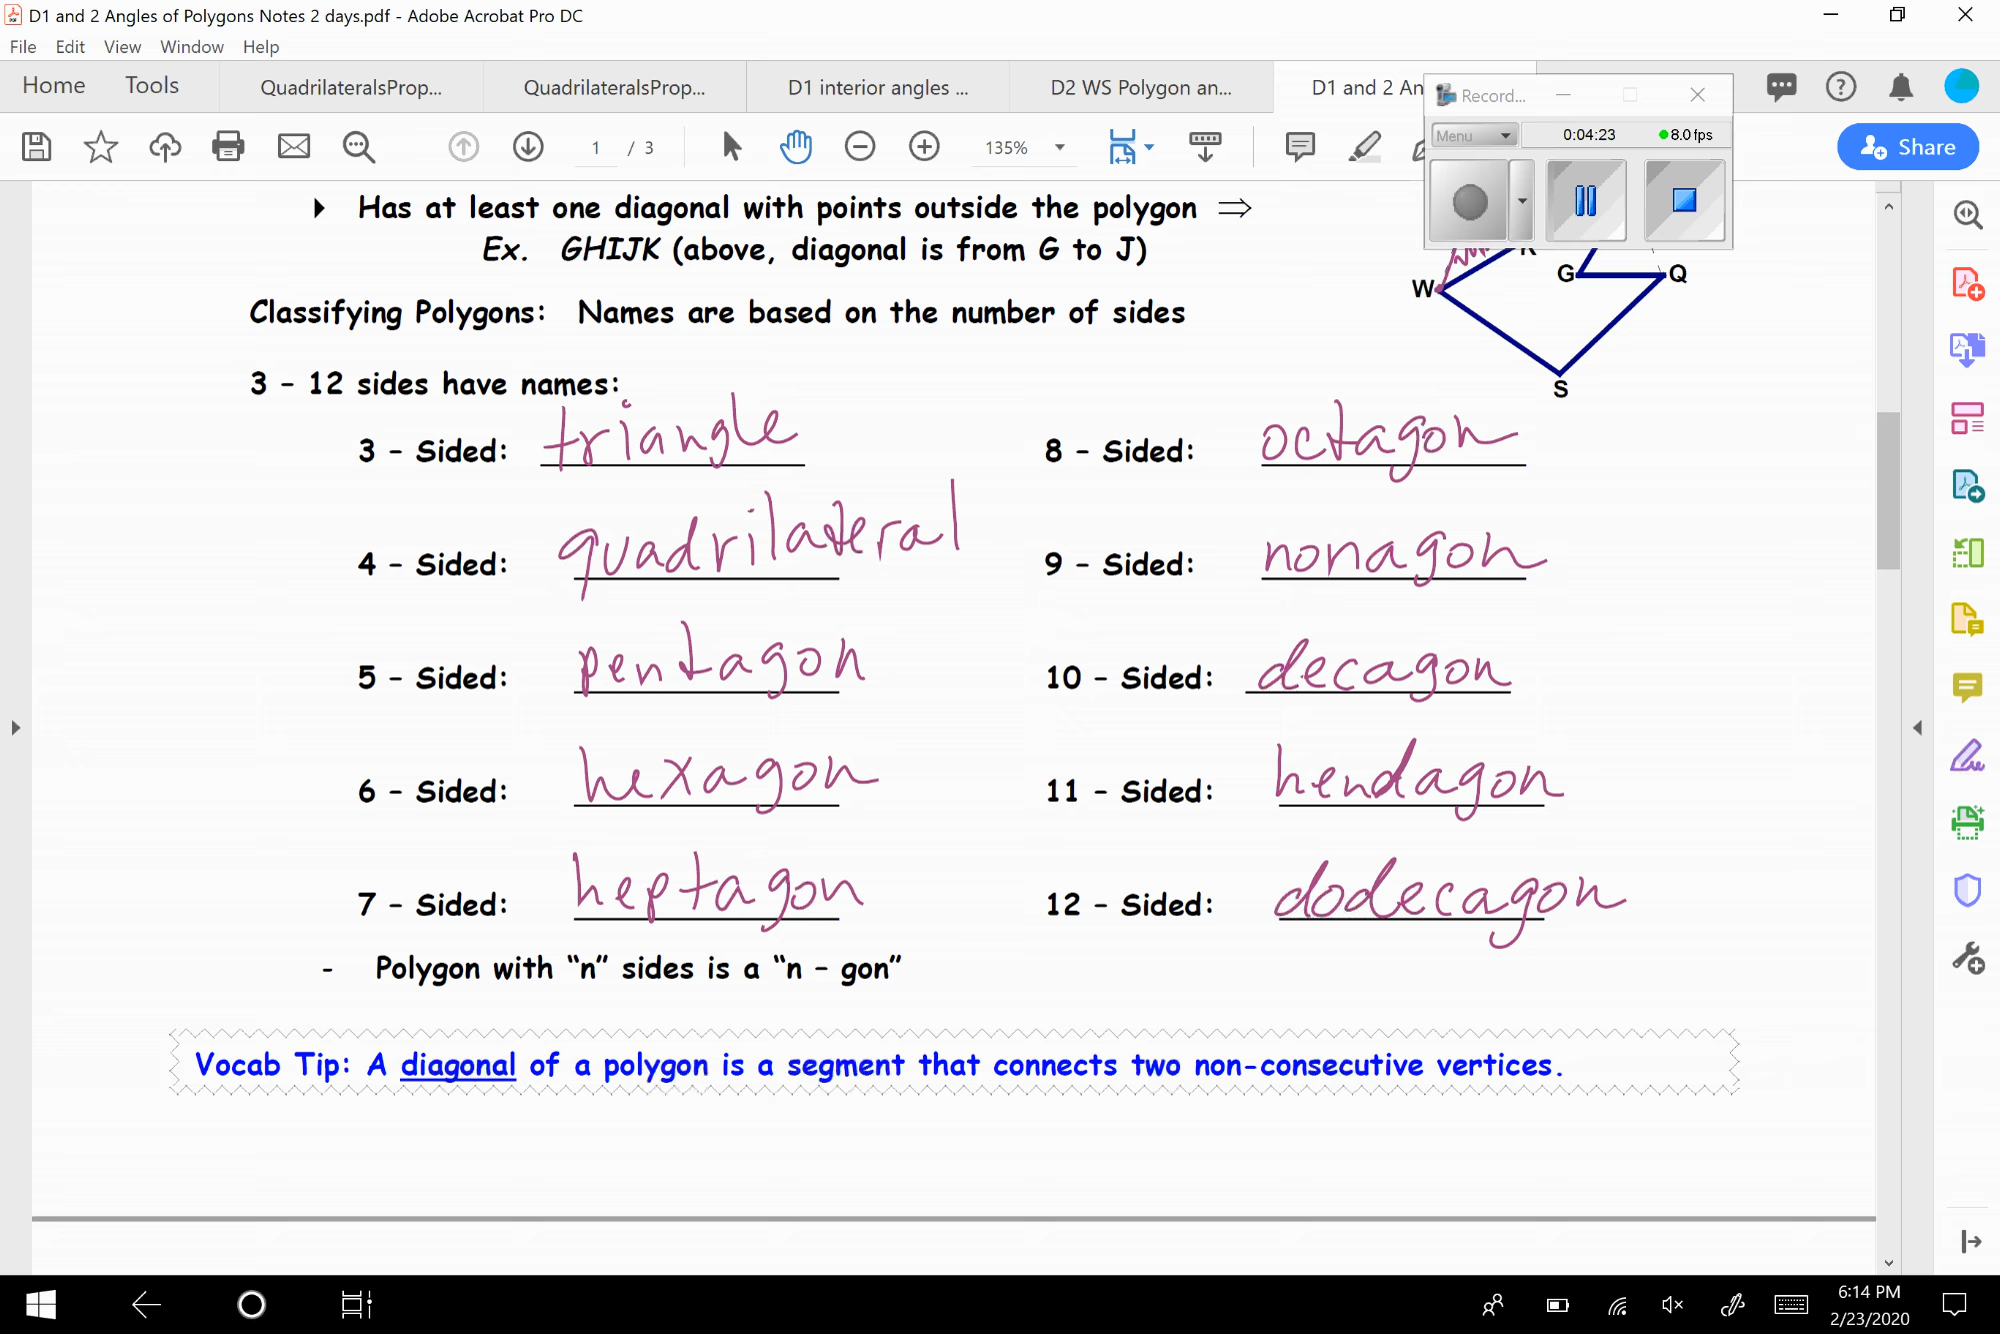 D1 and 2 Angles of Polygons Notes 2 days.pdf - Adobe Acrobat Pro DC
File Edit View Window Help
Home Tools QuadrilateralsProp... QuadrilateralsProp... D1 interior angles ... D2 WS Polygon an... D1 and 2 An
Record...
Menu 0:04:23 8.0 fps
1 / 3 135% Share
Has at least one diagonal with points outside the polygon ⇒
Ex. GHIJK (above, diagonal is from G to J)
W G Q
S
Classifying Polygons: Names are based on the number of sides
3 – 12 sides have names:
3 – Sided: triangle 8 – Sided: octagon
4 – Sided: quadrilateral 9 – Sided: nonagon
5 – Sided: pentagon 10 – Sided: decagon
6 – Sided: hexagon 11 – Sided: hendagon
7 – Sided: heptagon 12 – Sided: dodecagon
- Polygon with “n” sides is a “n – gon”
Vocab Tip: A diagonal of a polygon is a segment that connects two non-consecutive vertices.
6:14 PM
2/23/2020